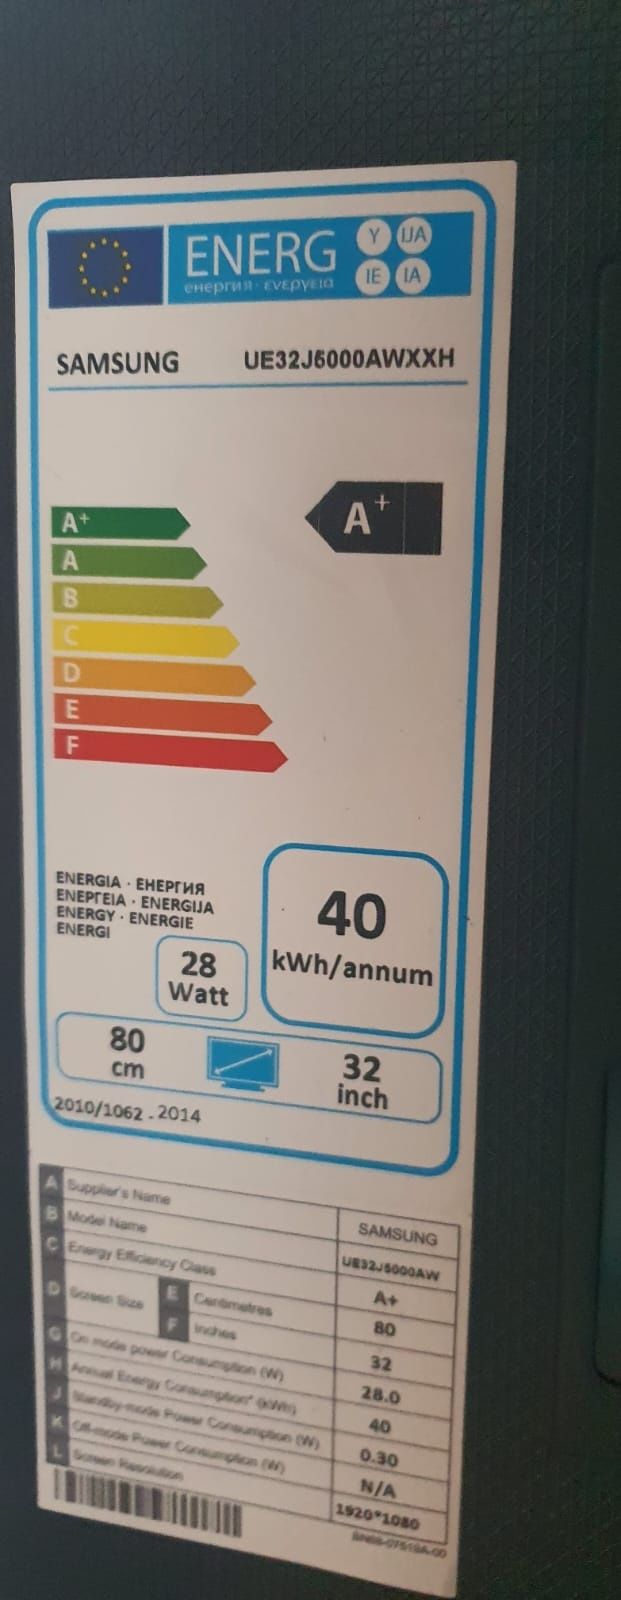 ENERG Y IJA
енергия · ενεργεια IE IA
SAMSUNG UE32J5000AWXXH
A+
A+
A
B
C
D
E
F
ENERGIA · ЕНЕРГИЯ
ΕΝΕΡΓΕΙΑ · ENERGIJA
ENERGY · ENERGIE
ENERGI
40
kWh/annum
28
Watt
80
cm
32
inch
2010/1062 - 2014
A Supplier's Name SAMSUNG
B Model Name UE32J5000AW
C Energy Efficiency Class A+
D Screen Size E Centimetres 80
F Inches 32
G On mode power Consumption (W) 28.0
H Annual Energy Consumption* (kWh) 40
J Standby-mode Power Consumption (W) 0.30
K Off-mode Power Consumption (W) N/A
L Screen Resolution 1920*1080